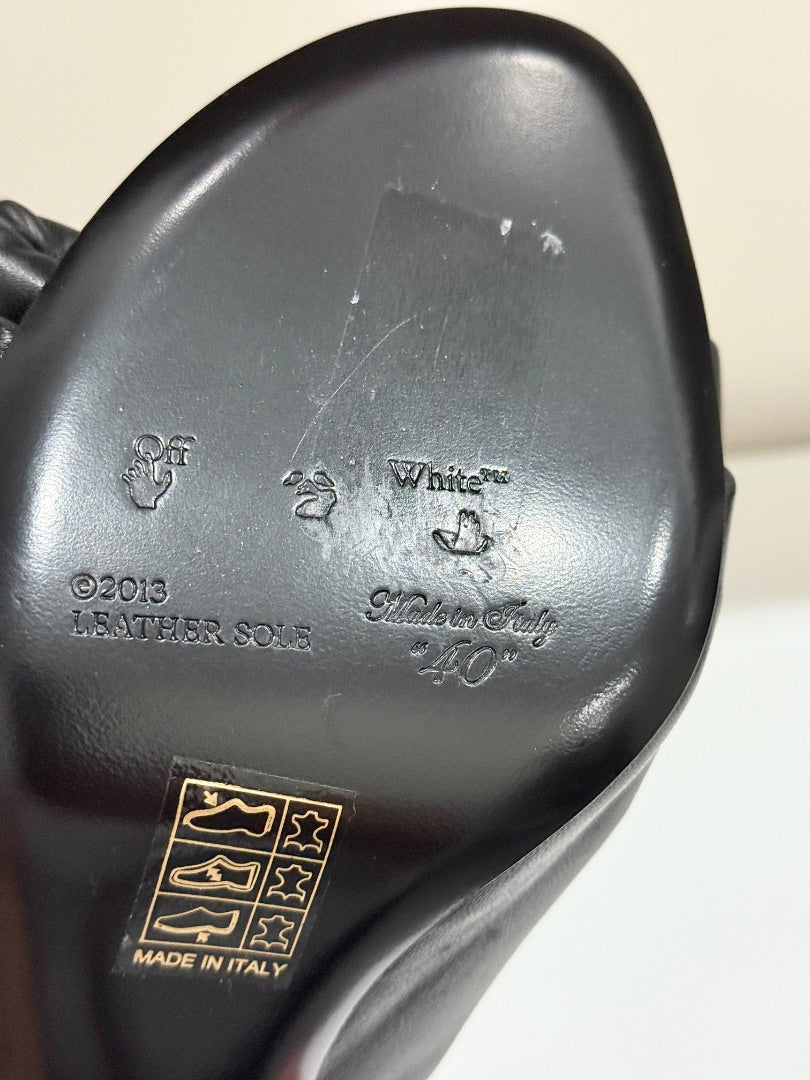 Off
White™
©2013
LEATHER SOLE
Made in Italy
"40"
MADE IN ITALY